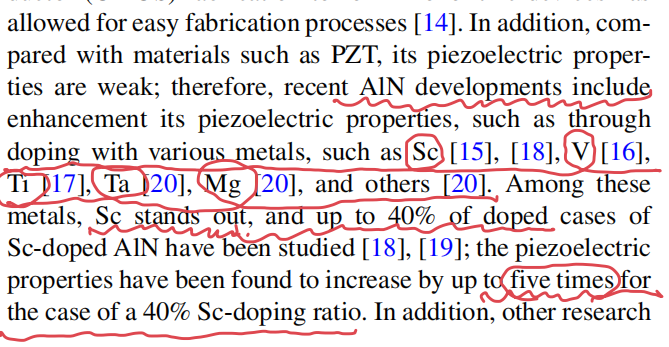 allowed for easy fabrication processes [14]. In addition, com-
pared with materials such as PZT, its piezoelectric proper-
ties are weak; therefore, recent AlN developments include
enhancement its piezoelectric properties, such as through
doping with various metals, such as Sc [15], [18], V [16],
Ti [17], Ta [20], Mg [20], and others [20]. Among these
metals, Sc stands out, and up to 40% of doped cases of
Sc-doped AlN have been studied [18], [19]; the piezoelectric
properties have been found to increase by up to five times for
the case of a 40% Sc-doping ratio. In addition, other research